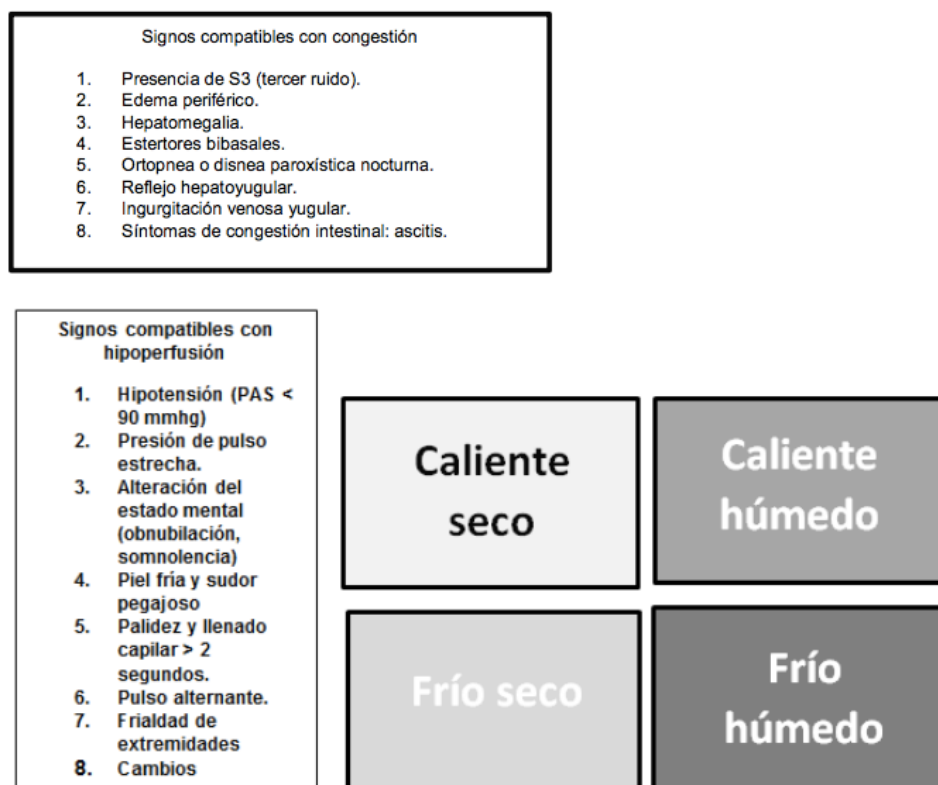 Signos compatibles con congestión
1. Presencia de S3 (tercer ruido).
2. Edema periférico.
3. Hepatomegalia.
4. Estertores bibasales.
5. Ortopnea o disnea paroxística nocturna.
6. Reflejo hepatoyugular.
7. Ingurgitación venosa yugular.
8. Síntomas de congestión intestinal: ascitis.
Signos compatibles con
hipoperfusión
1. Hipotensión (PAS <
90 mmhg)
2. Presión de pulso
estrecha.
3. Alteración del
estado mental
(obnubilación,
somnolencia)
4. Piel fría y sudor
pegajoso
5. Palidez y llenado
capilar > 2
segundos.
6. Pulso alternante.
7. Frialdad de
extremidades
8. Cambios
Caliente
seco
Caliente
húmedo
Frío seco
Frío
húmedo